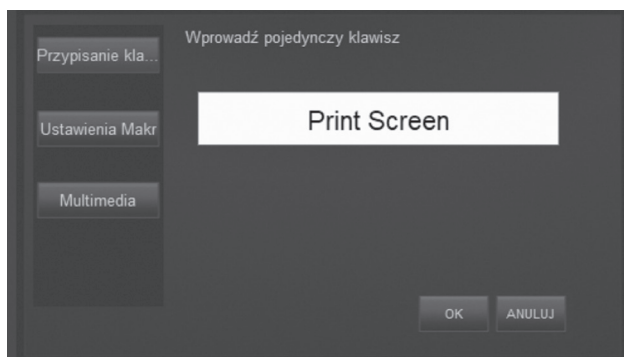 Wprowadź pojedynczy klawisz
Przypisanie kla...
Print Screen
Ustawienia Makr
Multimedia
OK
ANULUJ